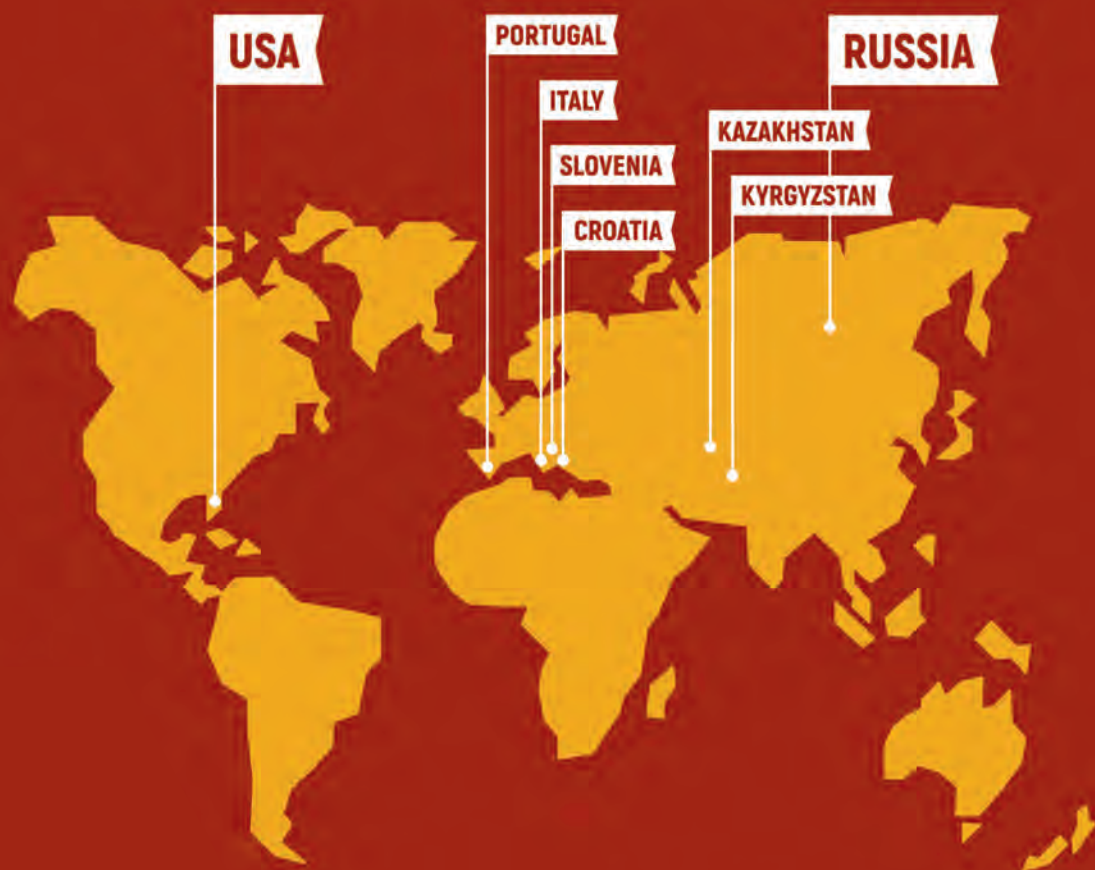 USA
PORTUGAL
RUSSIA
ITALY
KAZAKHSTAN
SLOVENIA
KYRGYZSTAN
CROATIA